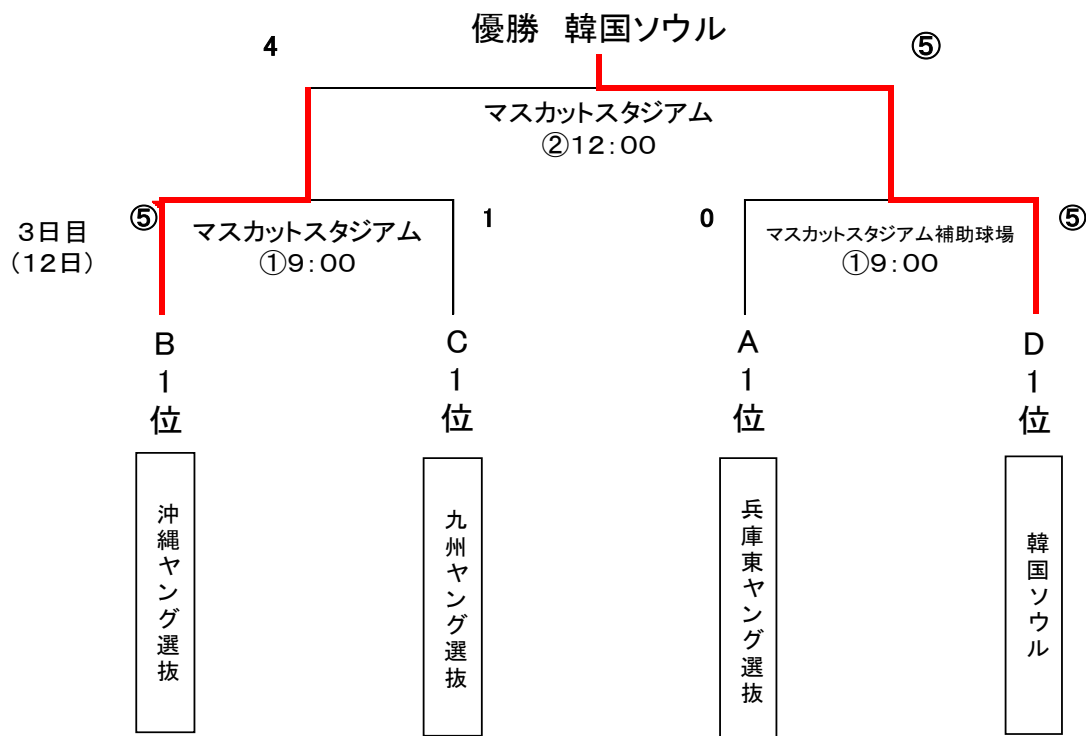 優勝 韓国ソウル
4
⑤
マスカットスタジアム
②12:00
⑤
1
0
⑤
3日目
(12日)
マスカットスタジアム
①9:00
マスカットスタジアム補助球場
①9:00
B1位
C1位
A1位
D1位
沖縄ヤング選抜
九州ヤング選抜
兵庫東ヤング選抜
韓国ソウル